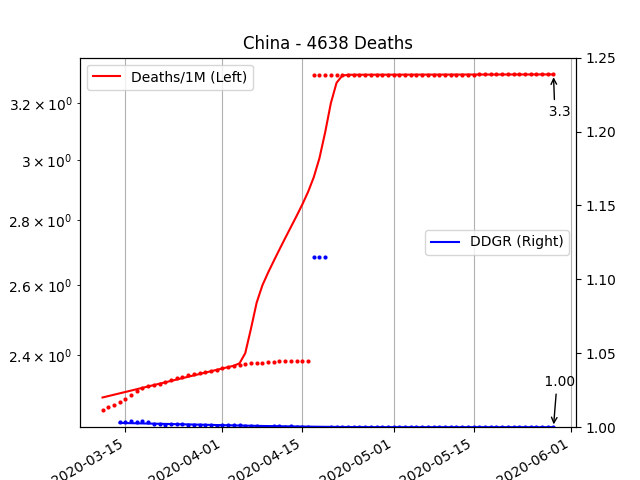 China - 4638 Deaths
Deaths/1M (Left)
DDGR (Right)
3.2 × 10⁰
3 × 10⁰
2.8 × 10⁰
2.6 × 10⁰
2.4 × 10⁰
1.25
1.20
1.15
1.10
1.05
1.00
3.3
1.00
2020-03-15
2020-04-01
2020-04-15
2020-05-01
2020-05-15
2020-06-01